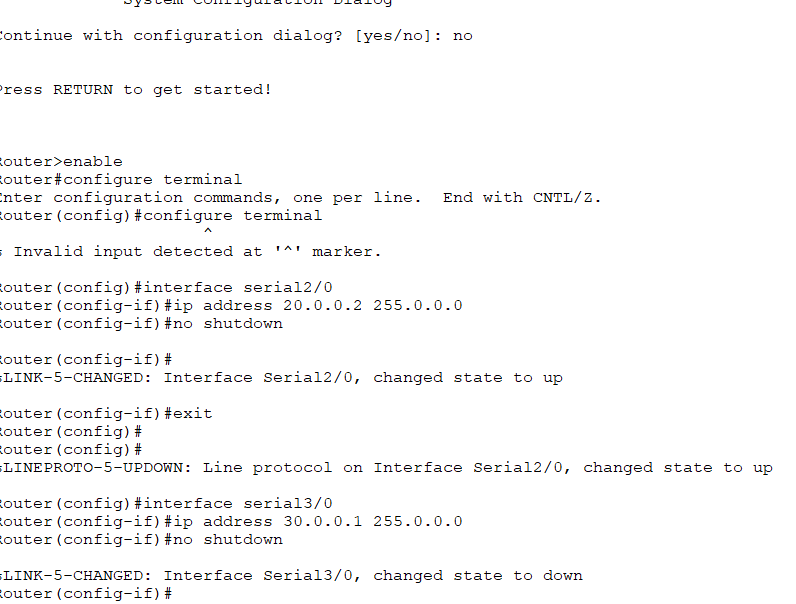 System Configuration Dialog
Continue with configuration dialog? [yes/no]: no
Press RETURN to get started!
Router>enable
Router#configure terminal
Enter configuration commands, one per line.  End with CNTL/Z.
Router(config)#configure terminal
^
% Invalid input detected at '^' marker.
Router(config)#interface serial2/0
Router(config-if)#ip address 20.0.0.2 255.0.0.0
Router(config-if)#no shutdown
Router(config-if)#
%LINK-5-CHANGED: Interface Serial2/0, changed state to up
Router(config-if)#exit
Router(config)#
Router(config)#
%LINEPROTO-5-UPDOWN: Line protocol on Interface Serial2/0, changed state to up
Router(config)#interface serial3/0
Router(config-if)#ip address 30.0.0.1 255.0.0.0
Router(config-if)#no shutdown
%LINK-5-CHANGED: Interface Serial3/0, changed state to down
Router(config-if)#